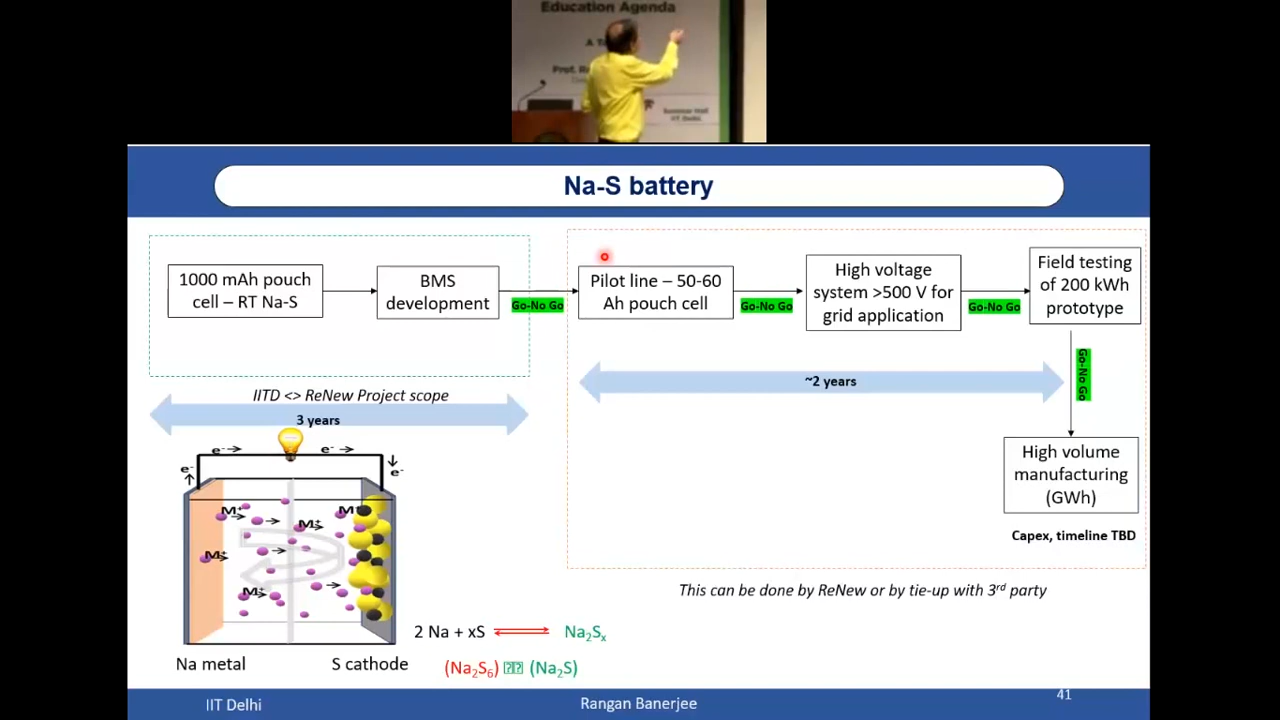 Education Agenda
Seminar Hall
IIT Delhi
Na-S battery
1000 mAh pouch
cell – RT Na-S
BMS
development
Go-No Go
Pilot line – 50-60
Ah pouch cell
Go-No Go
High voltage
system >500 V for
grid application
Go-No Go
Field testing
of 200 kWh
prototype
Go-No Go
~2 years
IITD <> ReNew Project scope
3 years
High volume
manufacturing
(GWh)
Capex, timeline TBD
This can be done by ReNew or by tie-up with 3rd party
e⁻→
e⁻ →
e⁻
↑
↓
e⁻
M⁺
M⁺
M⁺
M⁺
M⁺
Na metal
S cathode
2 Na + xS ⇌ Na₂Sₓ
(Na₂S₆) ⍰⍰ (Na₂S)
IIT Delhi
Rangan Banerjee
41